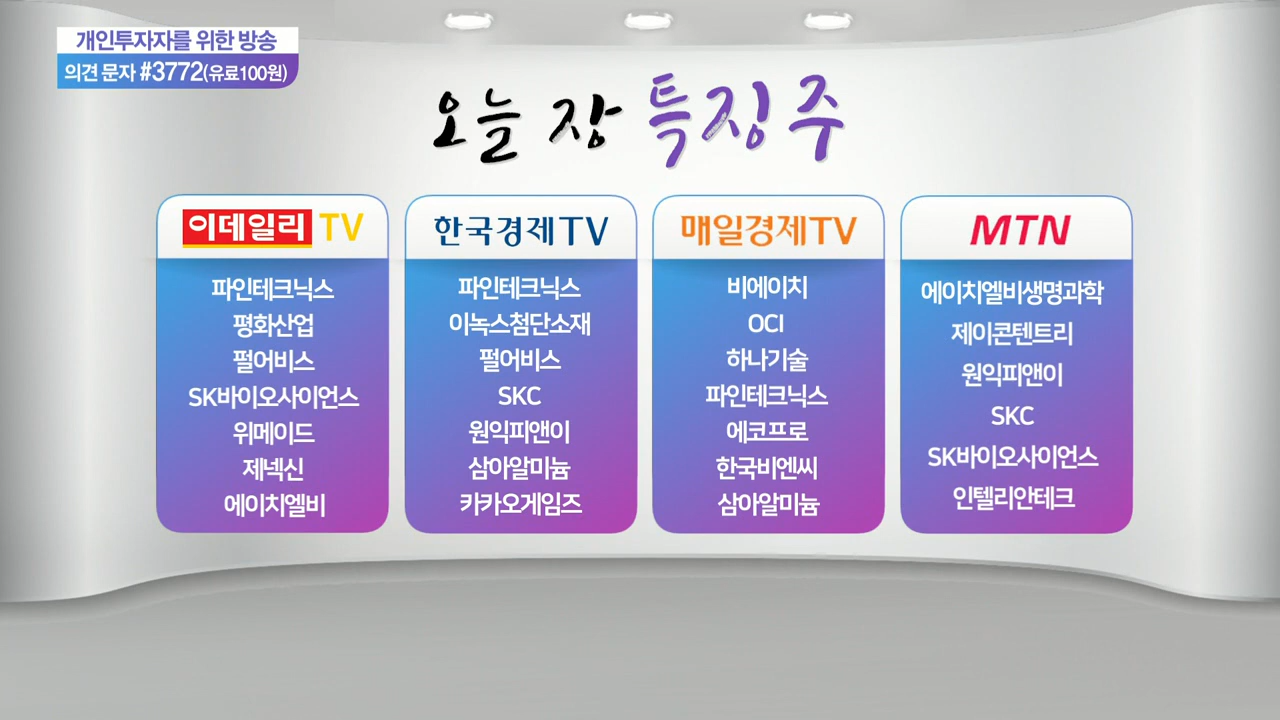 개인투자자를 위한 방송
의견 문자 #3772(유료100원)
오늘 장 특징주
이데일리 TV
파인테크닉스
평화산업
펄어비스
SK바이오사이언스
위메이드
제넥신
에이치엘비
한국경제TV
파인테크닉스
이녹스첨단소재
펄어비스
SKC
원익피앤이
삼아알미늄
카카오게임즈
매일경제TV
비에이치
OCI
하나기술
파인테크닉스
에코프로
한국비엔씨
삼아알미늄
MTN
에이치엘비생명과학
제이콘텐트리
원익피앤이
SKC
SK바이오사이언스
인텔리안테크